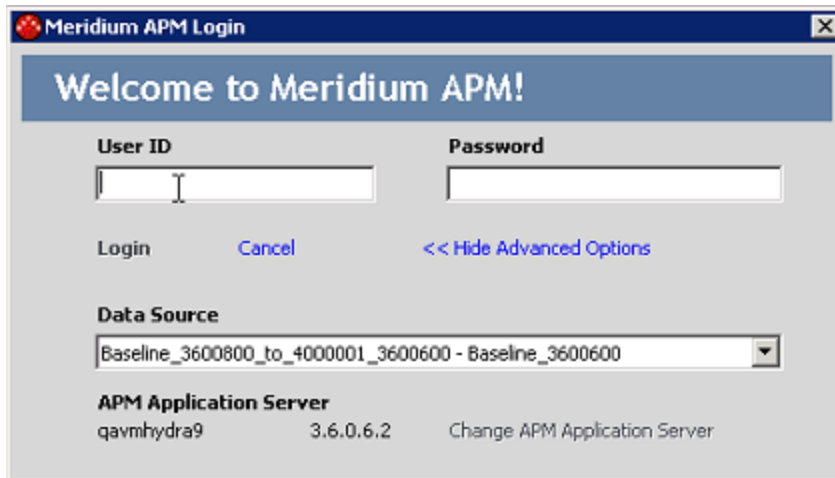 Meridium APM Login
Welcome to Meridium APM!
User ID Password
Login Cancel << Hide Advanced Options
Data Source
Baseline_3600800_to_4000001_3600600 - Baseline_3600600
APM Application Server
qavmhydra9 3.6.0.6.2 Change APM Application Server